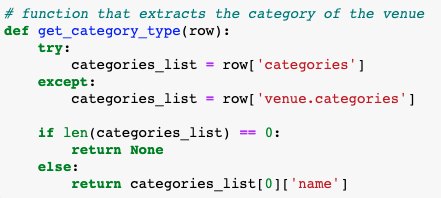 # function that extracts the category of the venue
def get_category_type(row):
    try:
        categories_list = row['categories']
    except:
        categories_list = row['venue.categories']

    if len(categories_list) == 0:
        return None
    else:
        return categories_list[0]['name']